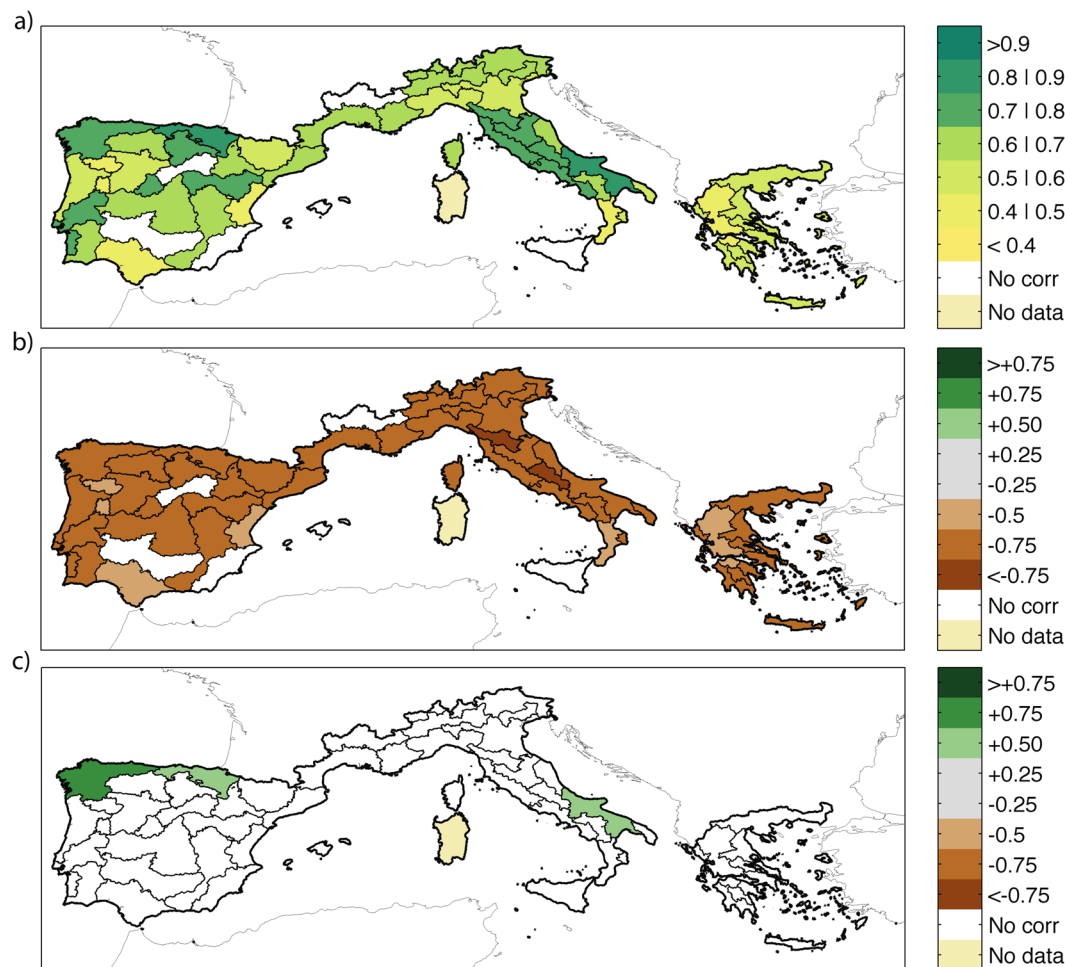 a)
>0.9
0.8 | 0.9
0.7 | 0.8
0.6 | 0.7
0.5 | 0.6
0.4 | 0.5
< 0.4
No corr
No data
b)
>+0.75
+0.75
+0.50
+0.25
-0.25
-0.5
-0.75
<-0.75
No corr
No data
c)
>+0.75
+0.75
+0.50
+0.25
-0.25
-0.5
-0.75
<-0.75
No corr
No data